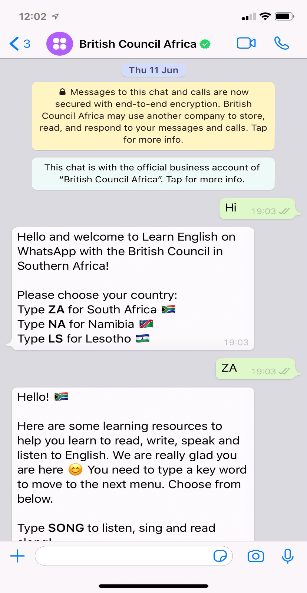 12:02
3 British Council Africa
Thu 11 Jun
Messages to this chat and calls are now
secured with end-to-end encryption. British
Council Africa may use another company to store,
read, and respond to your messages and calls. Tap
for more info.
This chat is with the official business account of
"British Council Africa". Tap for more info.
Hi 19:03
Hello and welcome to Learn English on
WhatsApp with the British Council in
Southern Africa!
Please choose your country:
Type ZA for South Africa 🇿🇦
Type NA for Namibia 🇳🇦
Type LS for Lesotho 🇱🇸
19:03
ZA 19:03
Hello! 🇿🇦
Here are some learning resources to
help you learn to read, write, speak and
listen to English. We are really glad you
are here 😊 You need to type a key word
to move to the next menu. Choose from
below.
Type SONG to listen, sing and read